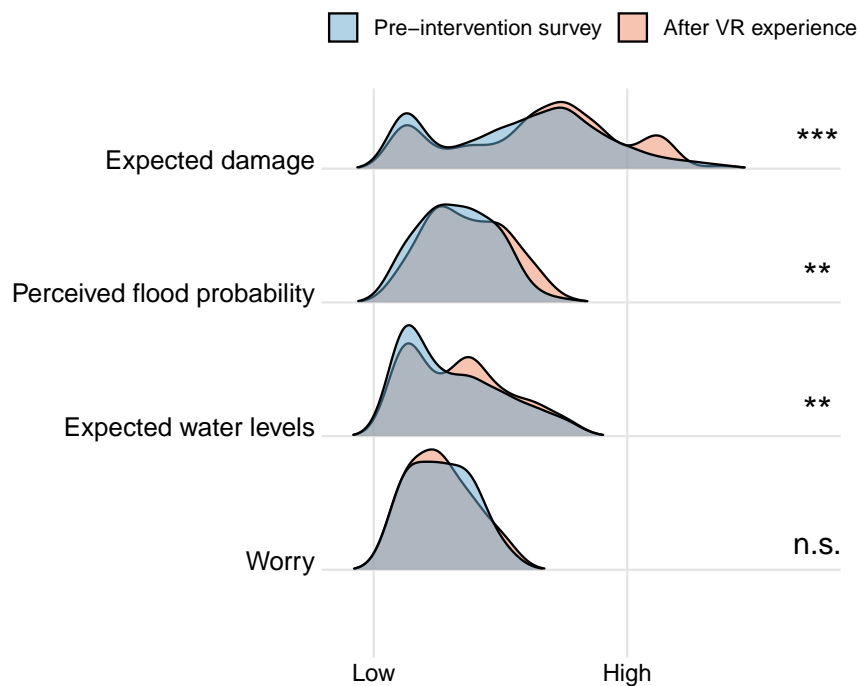 Pre−intervention survey After VR experience
Expected damage ***
Perceived flood probability **
Expected water levels **
Worry n.s.
Low High